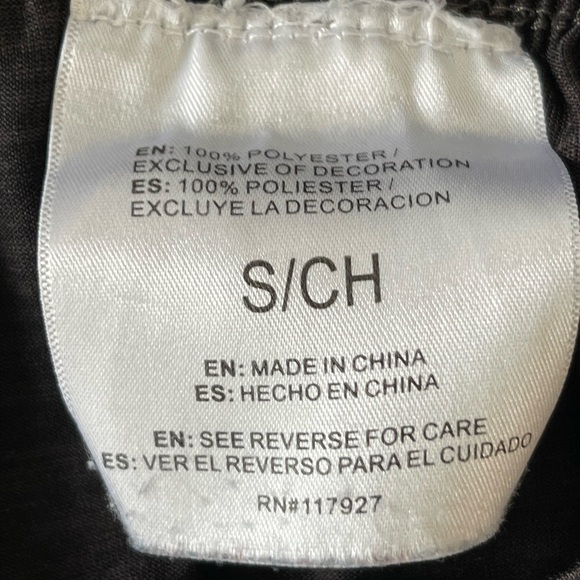 EN: 100% POLYESTER /
EXCLUSIVE OF DECORATION
ES: 100% POLIESTER /
EXCLUYE LA DECORACION
S/CH
EN: MADE IN CHINA
ES: HECHO EN CHINA
EN: SEE REVERSE FOR CARE
ES: VER EL REVERSO PARA EL CUIDADO
RN#117927